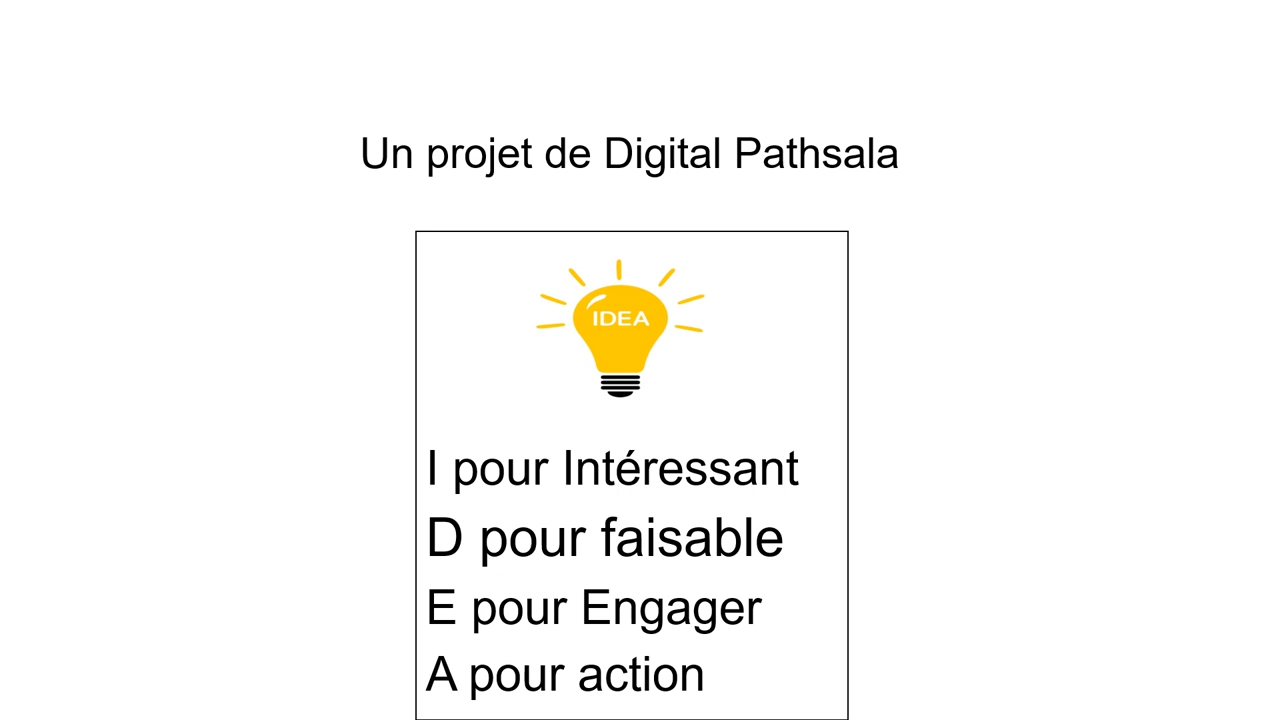 Un projet de Digital Pathsala
IDEA
I pour Intéressant
D pour faisable
E pour Engager
A pour action